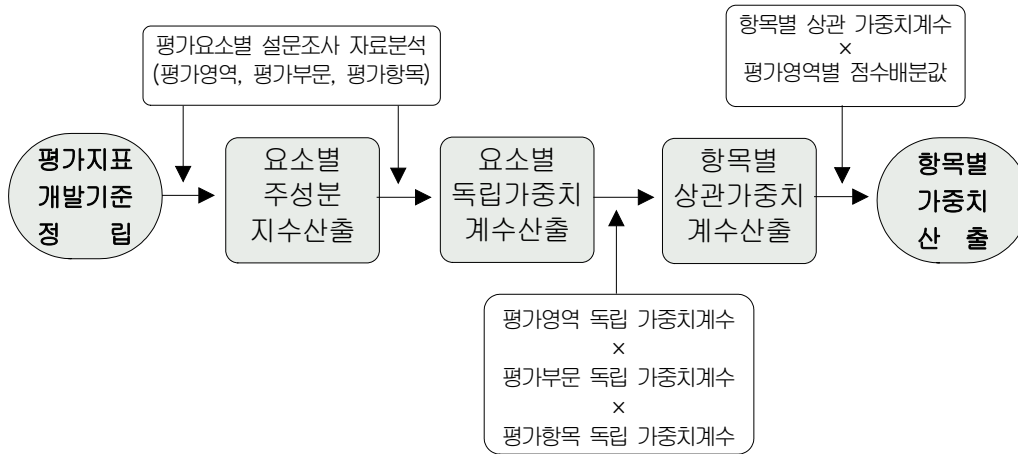 평가요소별 설문조사 자료분석
(평가영역, 평가부문, 평가항목)
항목별 상관 가중치계수
×
평가영역별 점수배분값
평가지표
개발기준
정 립
요소별
주성분
지수산출
요소별
독립가중치
계수산출
항목별
상관가중치
계수산출
항목별
가중치
산 출
평가영역 독립 가중치계수
×
평가부문 독립 가중치계수
×
평가항목 독립 가중치계수